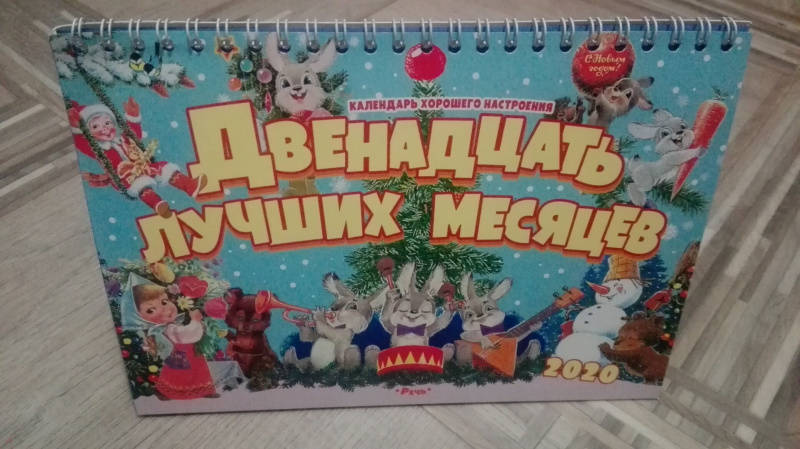 С Новым
годом!
КАЛЕНДАРЬ ХОРОШЕГО НАСТРОЕНИЯ
ДВЕНАДЦАТЬ
ЛУЧШИХ МЕСЯЦЕВ
2020
Речь